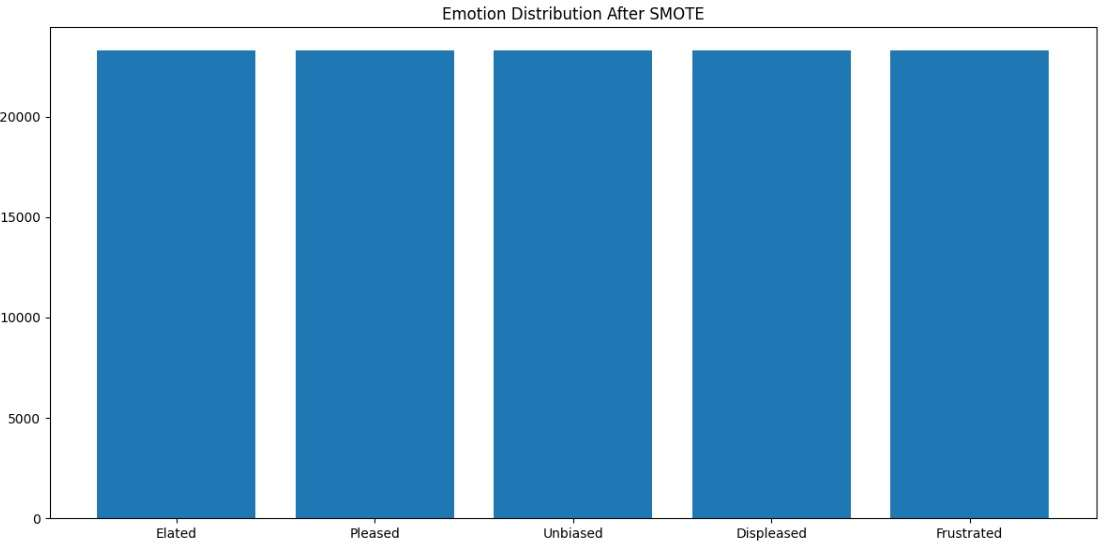 Emotion Distribution After SMOTE
20000
15000
10000
5000
0
Elated Pleased Unbiased Displeased Frustrated